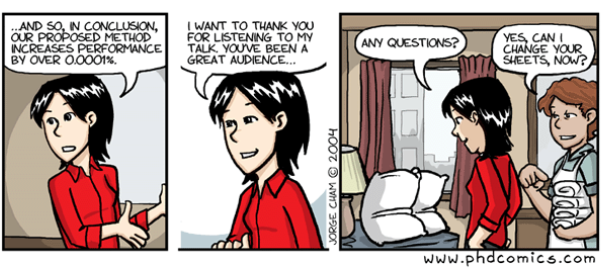 ...AND SO, IN CONCLUSION,
OUR PROPOSED METHOD
INCREASES PERFORMANCE
BY OVER 0.0001%.
I WANT TO THANK YOU
FOR LISTENING TO MY
TALK. YOU'VE BEEN A
GREAT AUDIENCE...
JORGE CHAM © 2004
ANY QUESTIONS?
YES, CAN I
CHANGE YOUR
SHEETS, NOW?
www.phdcomics.com